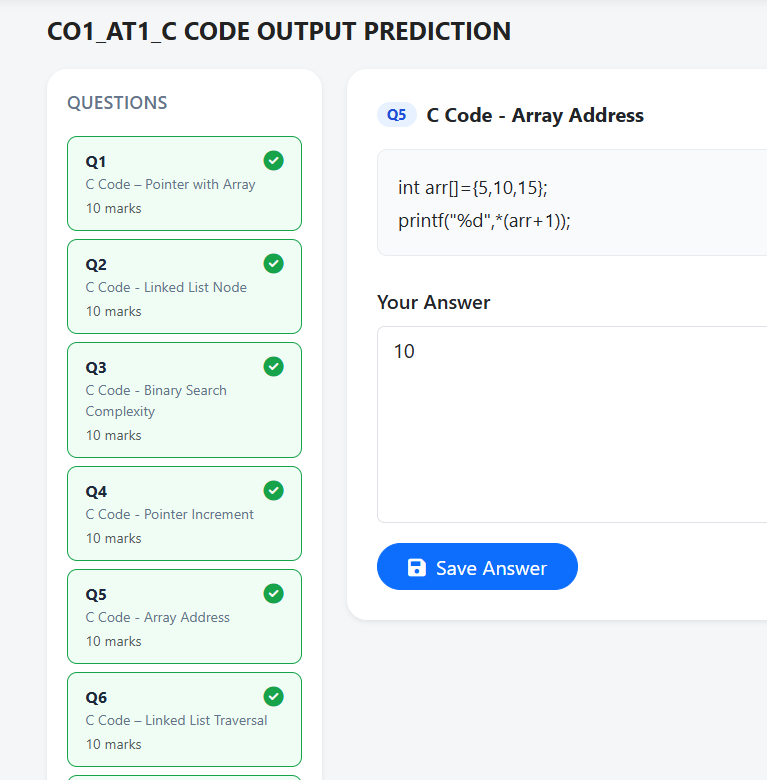 CO1_AT1_C CODE OUTPUT PREDICTION
QUESTIONS
Q1
C Code – Pointer with Array
10 marks
Q2
C Code - Linked List Node
10 marks
Q3
C Code - Binary Search
Complexity
10 marks
Q4
C Code - Pointer Increment
10 marks
Q5
C Code - Array Address
10 marks
Q6
C Code – Linked List Traversal
10 marks
Q5 C Code - Array Address
int arr[]={5,10,15};
printf("%d",*(arr+1));
Your Answer
10
Save Answer